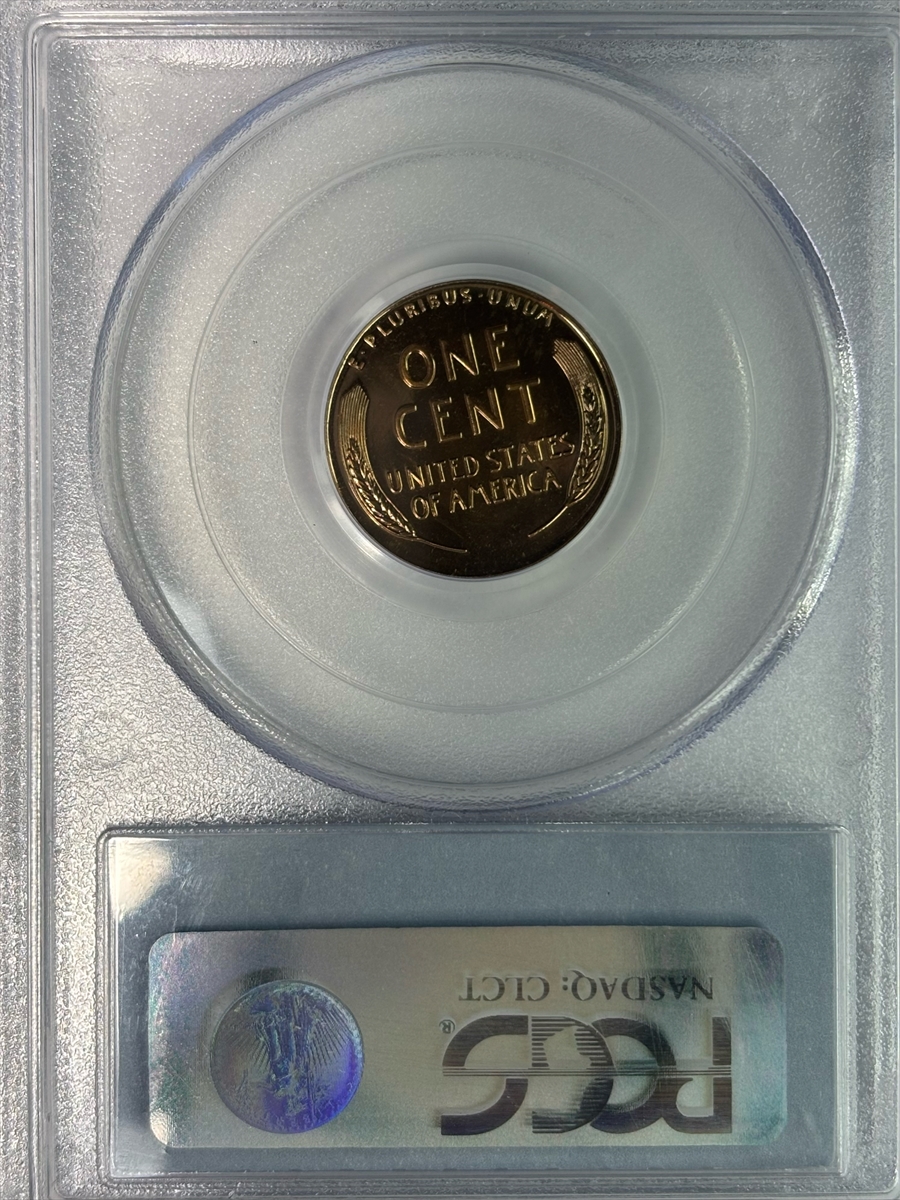 E·PLURIBUS·UNUM
ONE
CENT
UNITED STATES
OF AMERICA
NASDAQ: CLCT
PCGS®